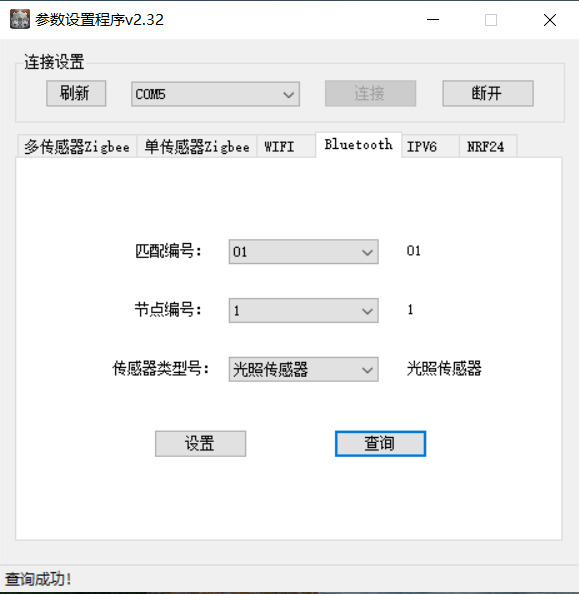 参数设置程序v2.32
连接设置
刷新 COM5 连接 断开
多传感器Zigbee 单传感器Zigbee WIFI Bluetooth IPV6 NRF24
匹配编号： 01 01
节点编号： 1 1
传感器类型号： 光照传感器 光照传感器
设置 查询
查询成功!